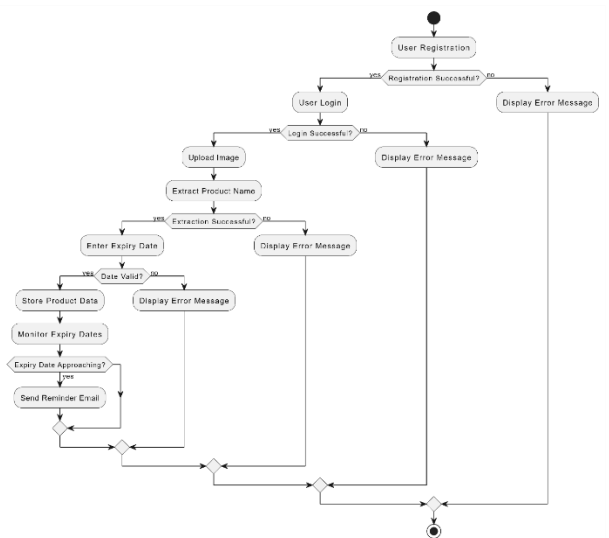 User Registration
yes Registration Successful? no
User Login Display Error Message
yes Login Successful? no
Upload Image Display Error Message
Extract Product Name
yes Extraction Successful? no
Enter Expiry Date Display Error Message
yes Date Valid? no
Store Product Data Display Error Message
Monitor Expiry Dates
Expiry Date Approaching?
yes
Send Reminder Email